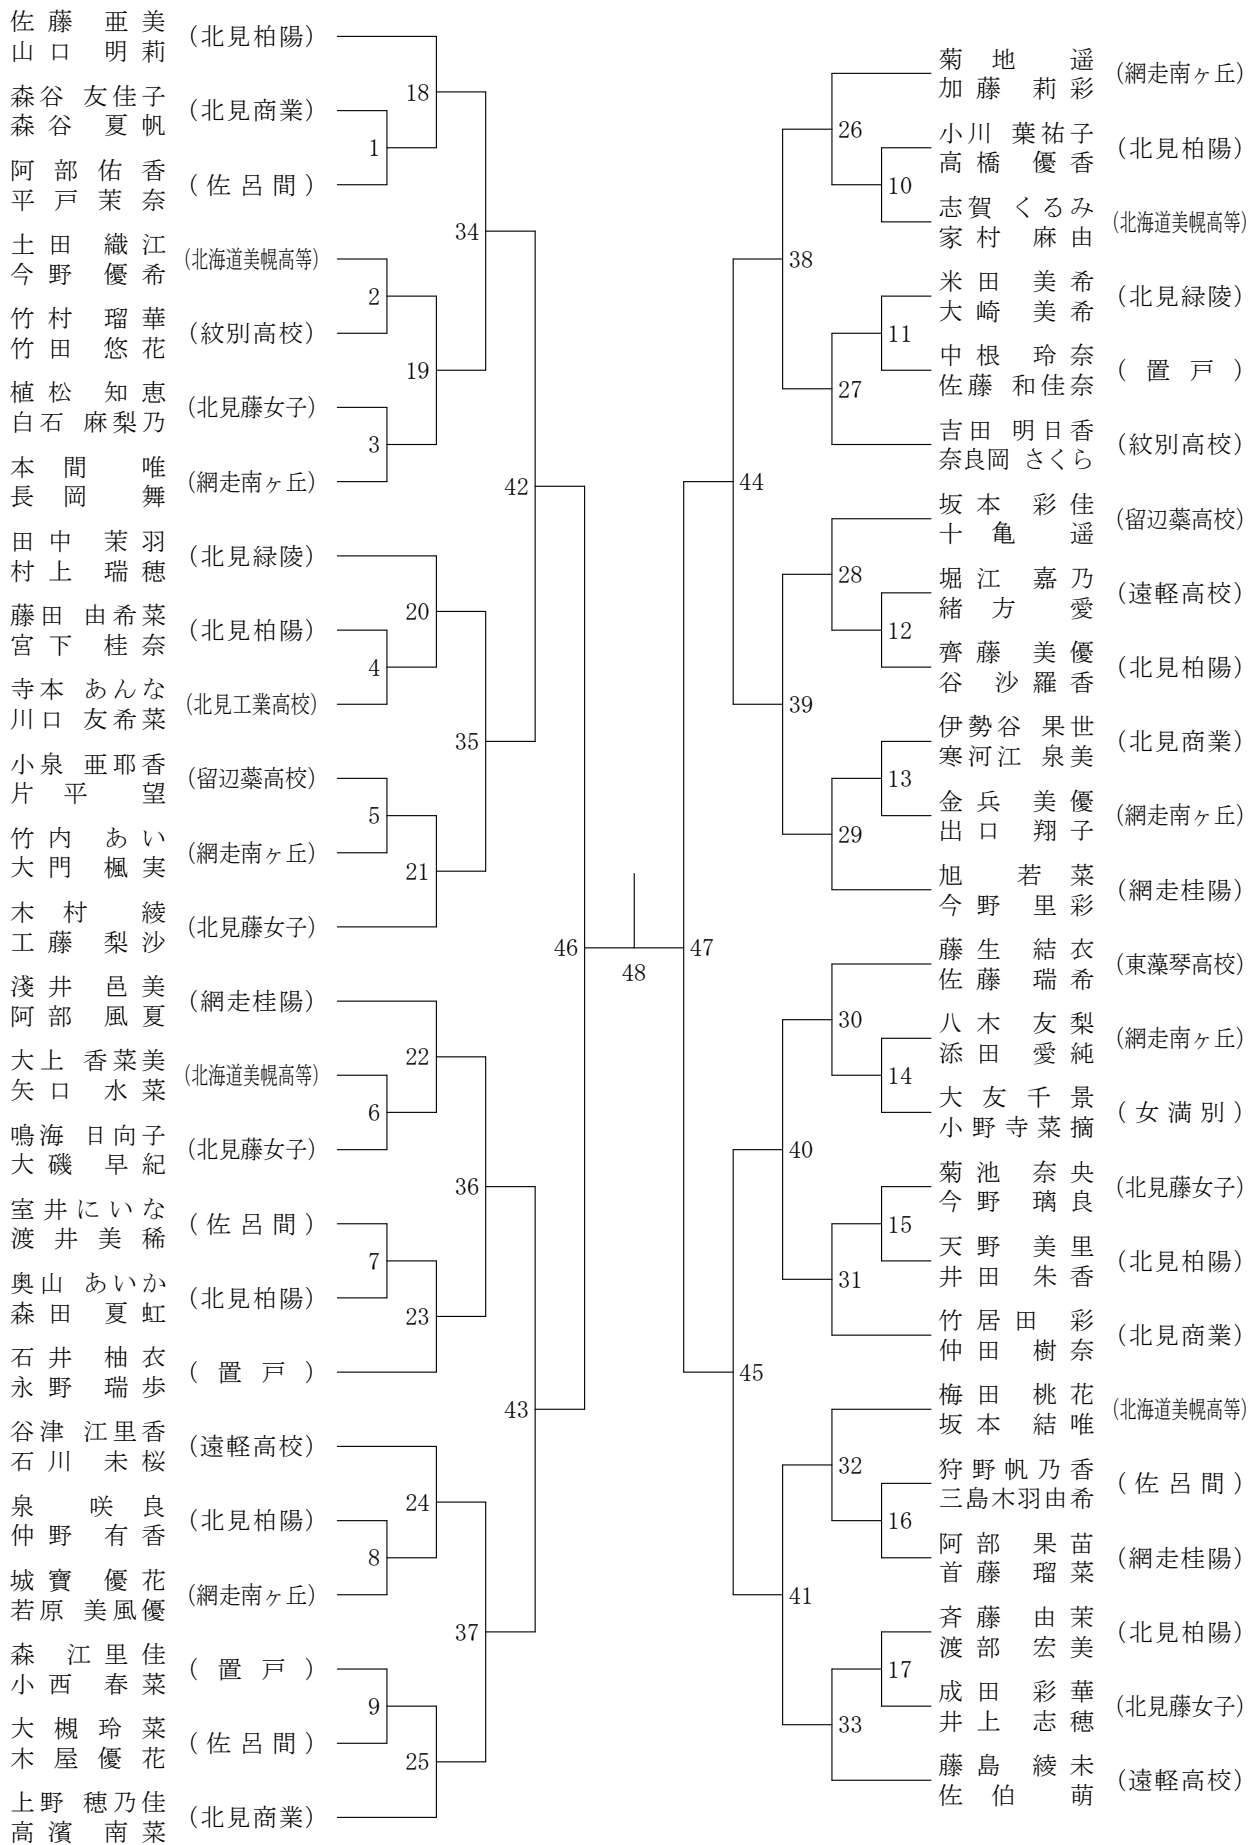 佐藤 亜美
山口 明莉
(北見柏陽)
森谷 友佳子
森谷 夏帆
(北見商業)
阿部 佑香
平戸 茉奈
(佐呂間)
土田 織江
今野 優希
(北海道美幌高等)
竹村 瑠華
竹田 悠花
(紋別高校)
植松 知恵
白石 麻梨乃
(北見藤女子)
本間 唯
長岡 舞
(網走南ヶ丘)
田中 茉羽
村上 瑞穂
(北見緑陵)
藤田 由希菜
宮下 桂奈
(北見柏陽)
寺本 あんな
川口 友希菜
(北見工業高校)
小泉 亜耶香
片平 望
(留辺蘂高校)
竹内 あい
大門 楓実
(網走南ヶ丘)
木村 綾
工藤 梨沙
(北見藤女子)
淺井 邑美
阿部 風夏
(網走桂陽)
大上 香菜美
矢口 水菜
(北海道美幌高等)
鳴海 日向子
大磯 早紀
(北見藤女子)
室井にいな
渡井美稀
(佐呂間)
奥山 あいか
森田 夏虹
(北見柏陽)
石井 柚衣
永野 瑞歩
(置戸)
谷津 江里香
石川 未桜
(遠軽高校)
泉 咲良
仲野 有香
(北見柏陽)
城寶 優花
若原 美風優
(網走南ヶ丘)
森 江里佳
小西 春菜
(置戸)
大槻玲菜
木屋優花
(佐呂間)
上野 穂乃佳
高濱 南菜
(北見商業)
1
2
3
4
5
6
7
8
9
18
19
20
21
22
23
24
25
34
35
36
37
42
43
46
48
47
44
45
38
39
40
41
26
27
28
29
30
31
32
33
10
11
12
13
14
15
16
17
菊地 遥
加藤 莉彩
(網走南ヶ丘)
小川 葉祐子
高橋 優香
(北見柏陽)
志賀 くるみ
家村 麻由
(北海道美幌高等)
米田 美希
大崎 美希
(北見緑陵)
中根 玲奈
佐藤 和佳奈
(置戸)
吉田 明日香
奈良岡 さくら
(紋別高校)
坂本 彩佳
十亀 遥
(留辺蘂高校)
堀江 嘉乃
緒方 愛
(遠軽高校)
齊藤 美優
谷 沙羅香
(北見柏陽)
伊勢谷 果世
寒河江 泉美
(北見商業)
金兵 美優
出口 翔子
(網走南ヶ丘)
旭 若菜
今野 里彩
(網走桂陽)
藤生 結衣
佐藤 瑞希
(東藻琴高校)
八木 友梨
添田 愛純
(網走南ヶ丘)
大友千景
小野寺菜摘
(女満別)
菊池 奈央
今野 璃良
(北見藤女子)
天野 美里
井田 朱香
(北見柏陽)
竹居田 彩
仲田 樹奈
(北見商業)
梅田 桃花
坂本 結唯
(北海道美幌高等)
狩野帆乃香
三島木羽由希
(佐呂間)
阿部 果苗
首藤 瑠菜
(網走桂陽)
斉藤 由茉
渡部 宏美
(北見柏陽)
成田 彩華
井上 志穂
(北見藤女子)
藤島 綾未
佐伯 萌
(遠軽高校)